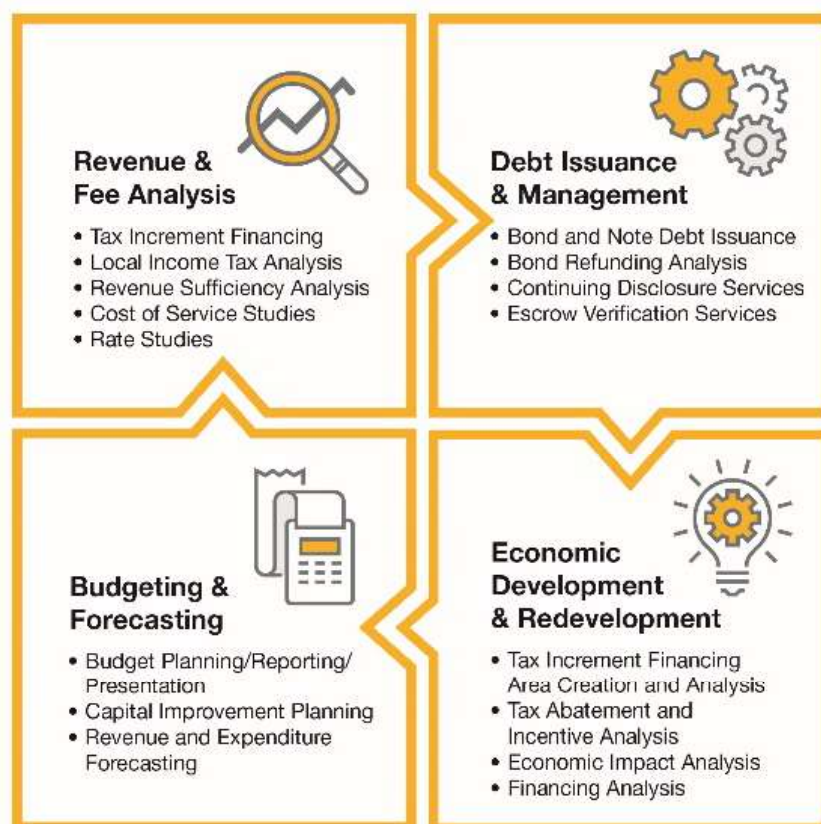 Revenue &
Fee Analysis
• Tax Increment Financing
• Local Income Tax Analysis
• Revenue Sufficiency Analysis
• Cost of Service Studies
• Rate Studies
Debt Issuance
& Management
• Bond and Note Debt Issuance
• Bond Refunding Analysis
• Continuing Disclosure Services
• Escrow Verification Services
Budgeting &
Forecasting
• Budget Planning/Reporting/
Presentation
• Capital Improvement Planning
• Revenue and Expenditure
Forecasting
Economic
Development
& Redevelopment
• Tax Increment Financing
Area Creation and Analysis
• Tax Abatement and
Incentive Analysis
• Economic Impact Analysis
• Financing Analysis